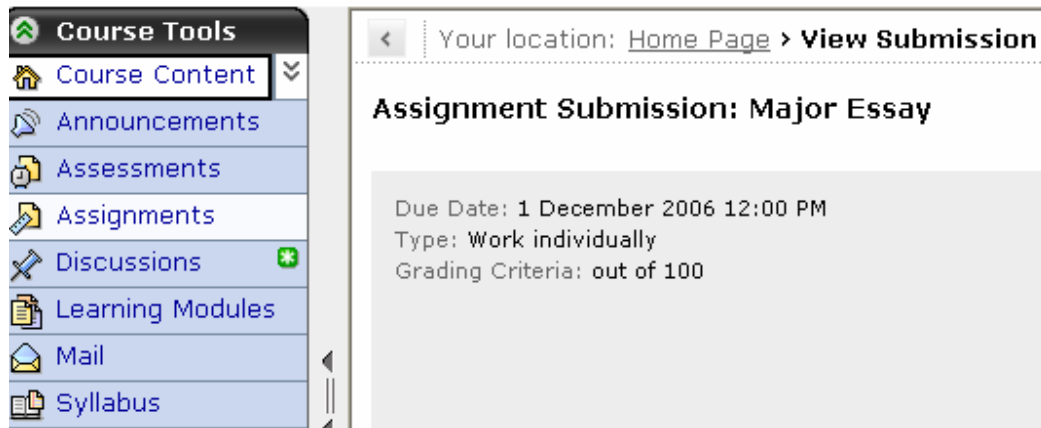 Course Tools
Course Content
Announcements
Assessments
Assignments
Discussions
Learning Modules
Mail
Syllabus
Your location: Home Page > View Submission
Assignment Submission: Major Essay
Due Date: 1 December 2006 12:00 PM
Type: Work individually
Grading Criteria: out of 100